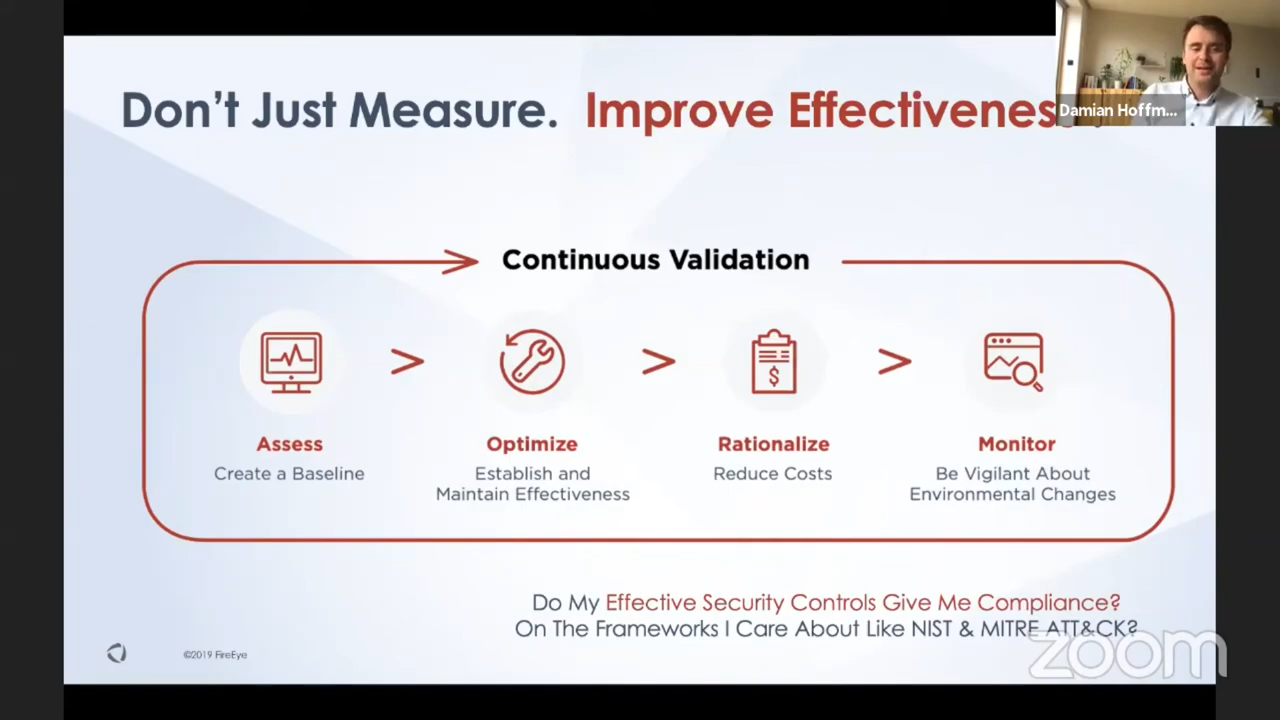 Don't Just Measure. Improve Effectiveness
Damian Hoffm...
Continuous Validation
Assess
Create a Baseline
Optimize
Establish and
Maintain Effectiveness
Rationalize
Reduce Costs
Monitor
Be Vigilant About
Environmental Changes
Do My Effective Security Controls Give Me Compliance?
On The Frameworks I Care About Like NIST & MITRE ATT&CK?
©2019 FireEye
zoom